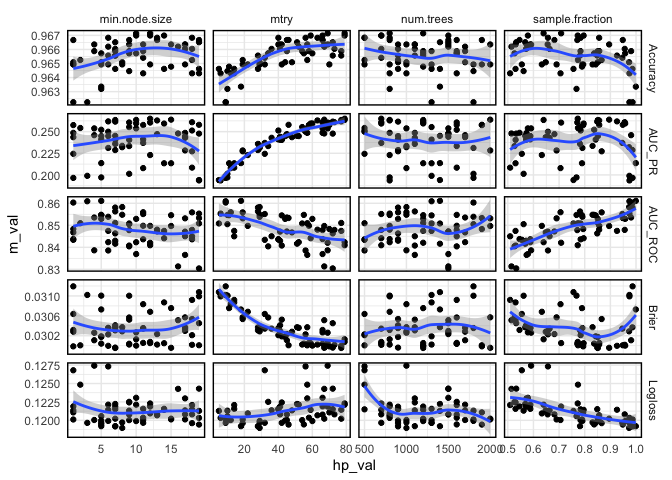 min.node.size mtry num.trees sample.fraction
0.967
0.966
0.965
0.964
0.963
Accuracy
0.250
0.225
0.200
AUC_PR
0.86
0.85
0.84
0.83
AUC_ROC
0.0310
0.0306
0.0302
Brier
0.1275
0.1250
0.1225
0.1200
Logloss
5 10 15 20 40 60 80 500 1000 1500 2000 0.5 0.6 0.7 0.8 0.9 1.0
hp_val
m_val